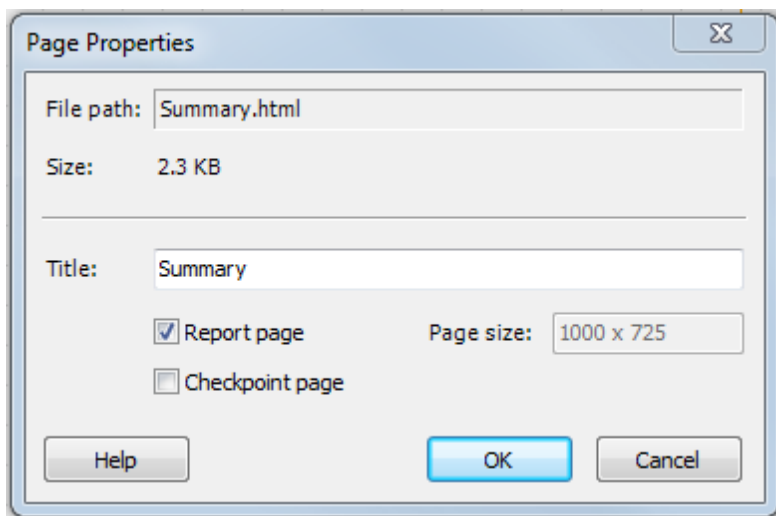 Page Properties
File path: Summary.html
Size: 2.3 KB
Title: Summary
Report page Page size: 1000 x 725
Checkpoint page
Help OK Cancel